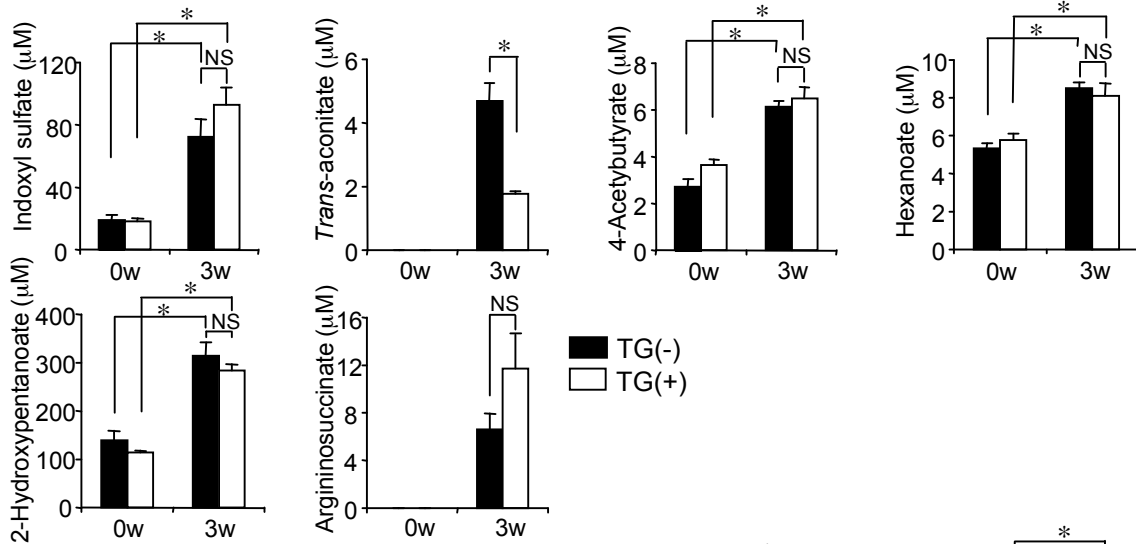 Indoxyl sulfate (μM)
120
80
40
0
0w 3w
*
*
NS
Trans-aconitate (μM)
6
4
2
0
0w 3w
*
4-Acetybutyrate (μM)
8
6
4
2
0
0w 3w
*
*
NS
Hexanoate (μM)
10
8
6
4
2
0
0w 3w
*
*
NS
2-Hydroxypentanoate (μM)
400
300
200
100
0
0w 3w
*
*
NS
Argininosuccinate (μM)
16
12
8
4
0
0w 3w
NS
TG(-)
TG(+)
*